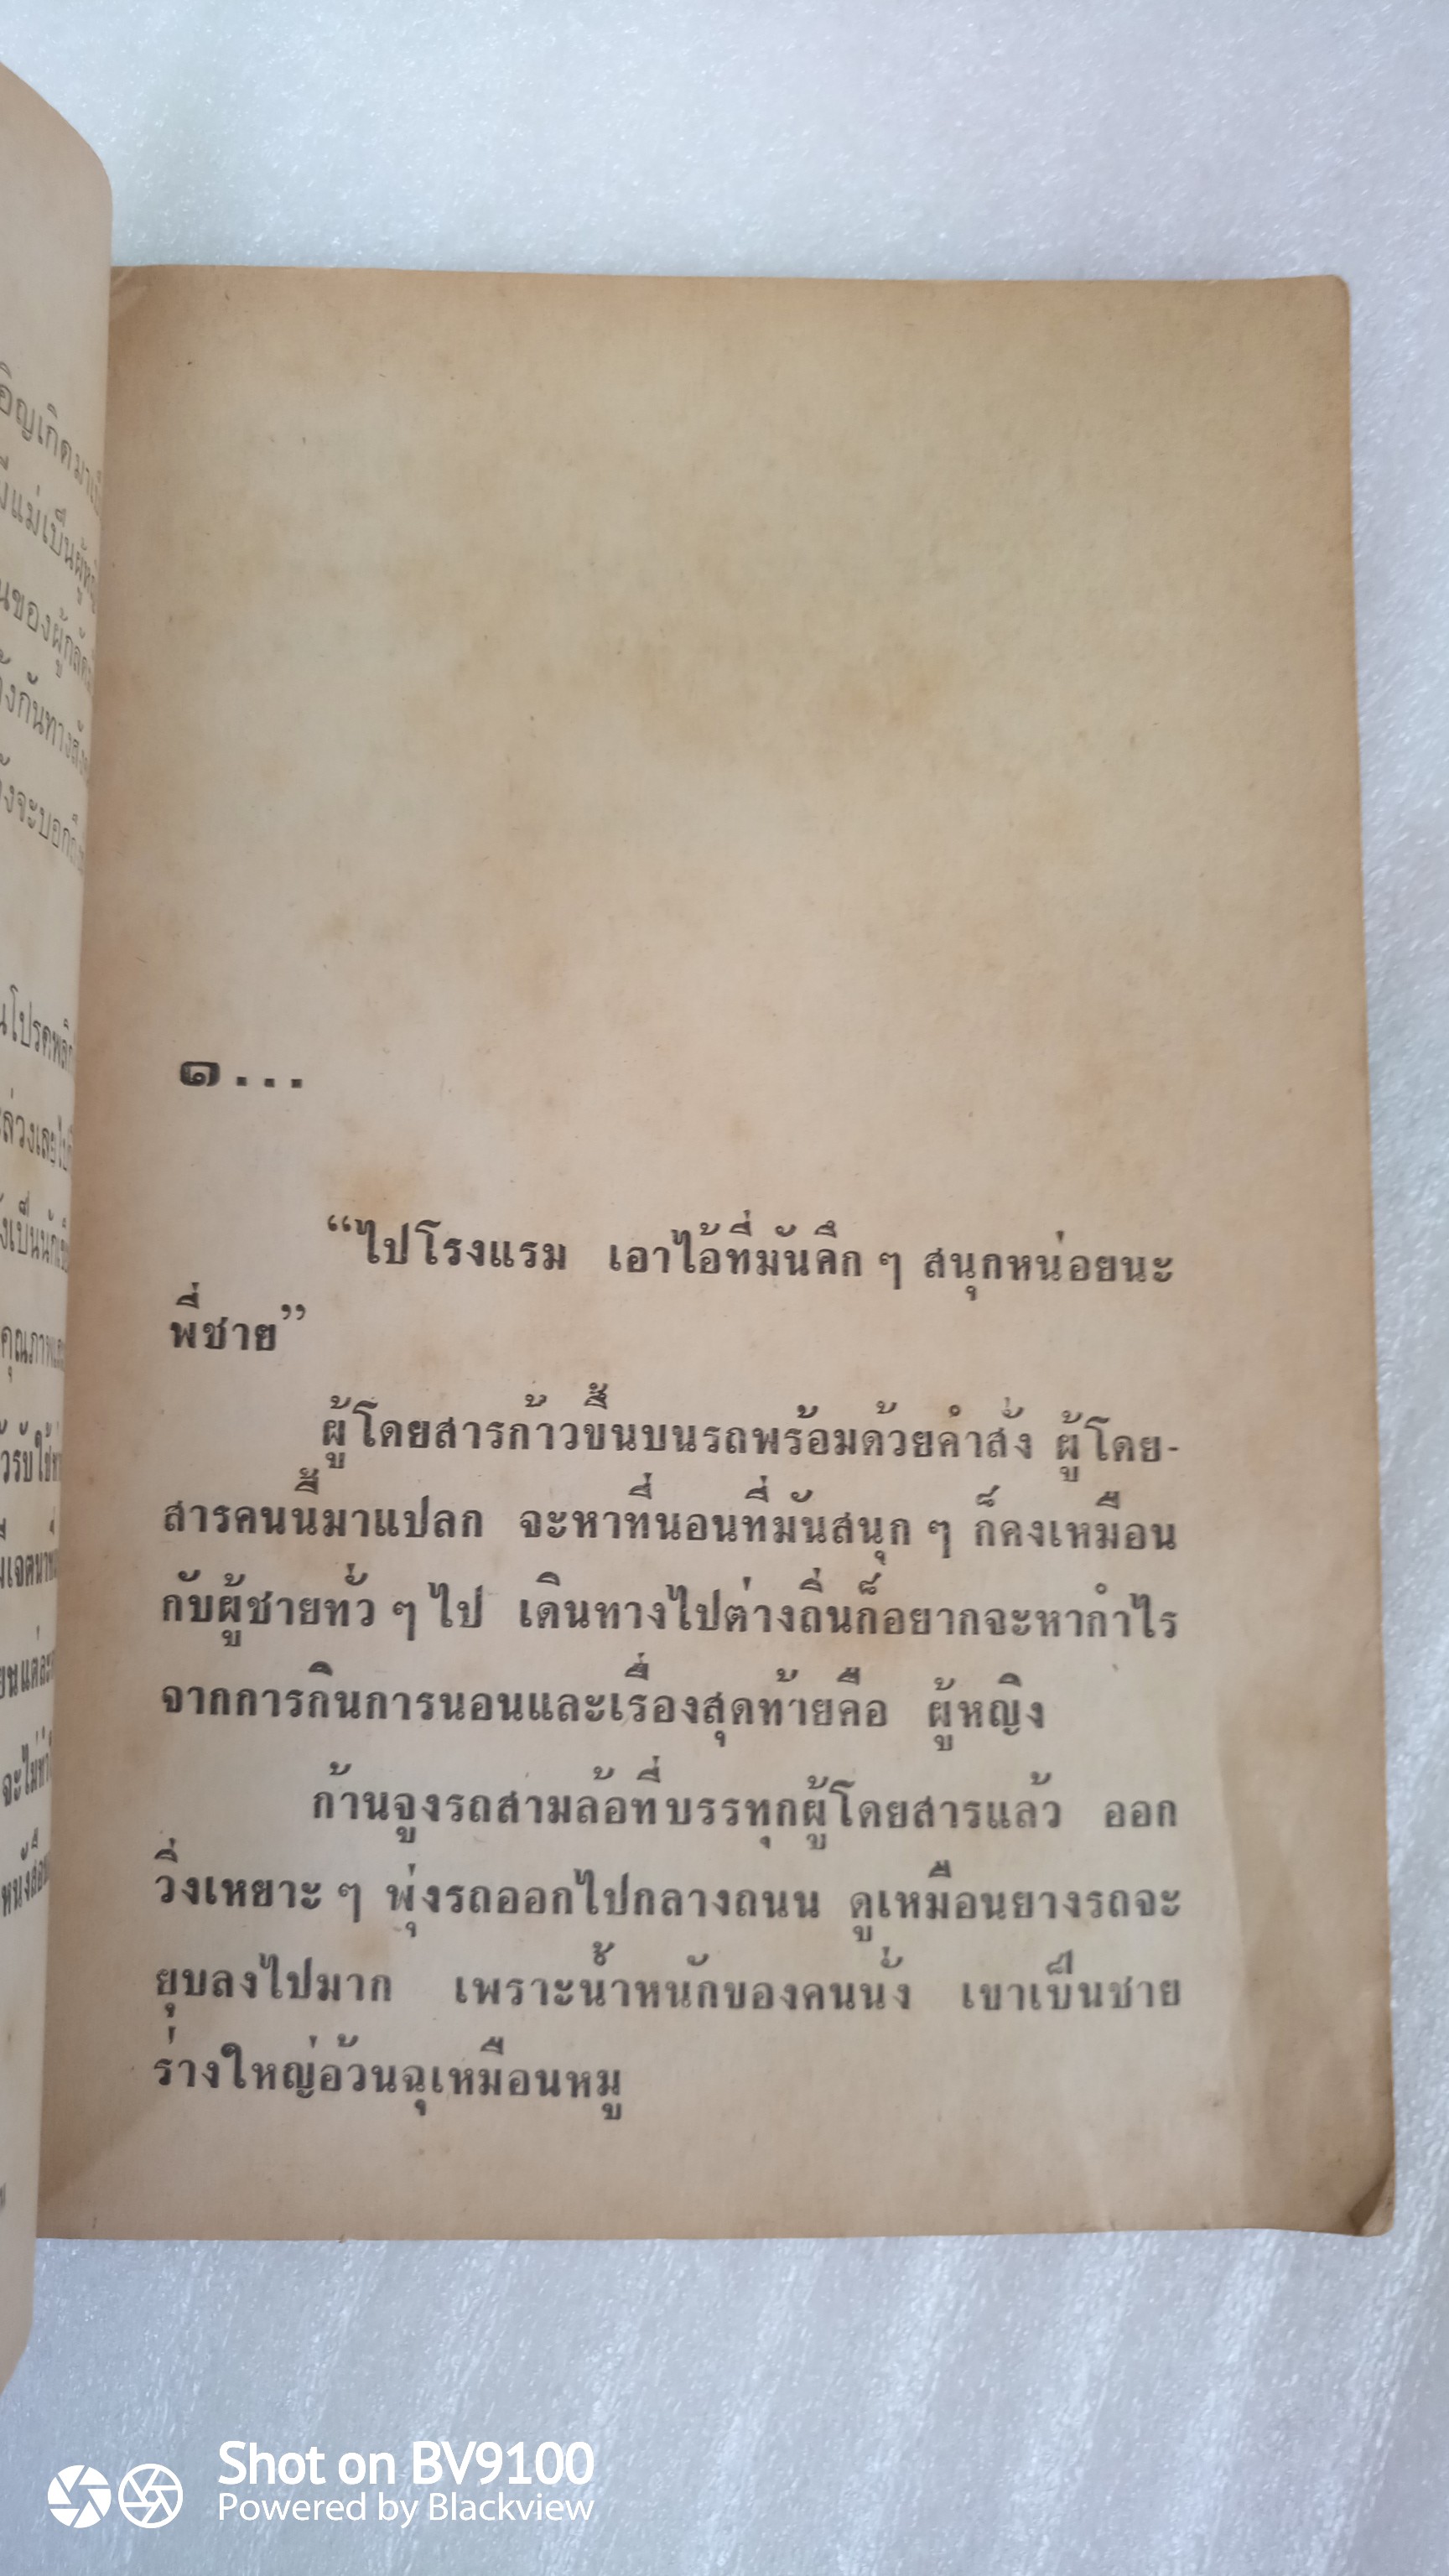 ๑...
“ไปโรงแรม เอาไอ้ที่มันคึก ๆ สนุกหน่อยนะ
พี่ชาย”
ผู้โดยสารก้าวขึ้นบนรถพร้อมด้วยคำสั่ง ผู้โดย-
สารคนนี้มาแปลก จะหาที่นอนที่มันสนุก ๆ ก็คงเหมือน
กับผู้ชายทั่ว ๆ ไป เดินทางไปต่างถิ่นก็อยากจะหากำไร
จากการกินการนอนและเรื่องสุดท้ายคือ ผู้หญิง
ก้านจูงรถสามล้อที่บรรทุกผู้โดยสารแล้ว ออก
วิ่งเหยาะ ๆ พุ่งรถออกไปกลางถนน ดูเหมือนยางรถจะ
ยุบลงไปมาก เพราะน้ำหนักของคนนั่ง เขาเป็นชาย
ร่างใหญ่อ้วนฉุเหมือนหมู
Shot on BV9100
Powered by Blackview